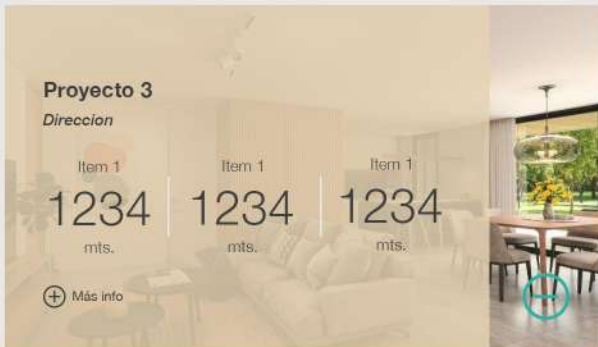 Proyecto 3
Direccion
Item 1 Item 1 Item 1
1234 1234 1234
mts. mts. mts.
Más info